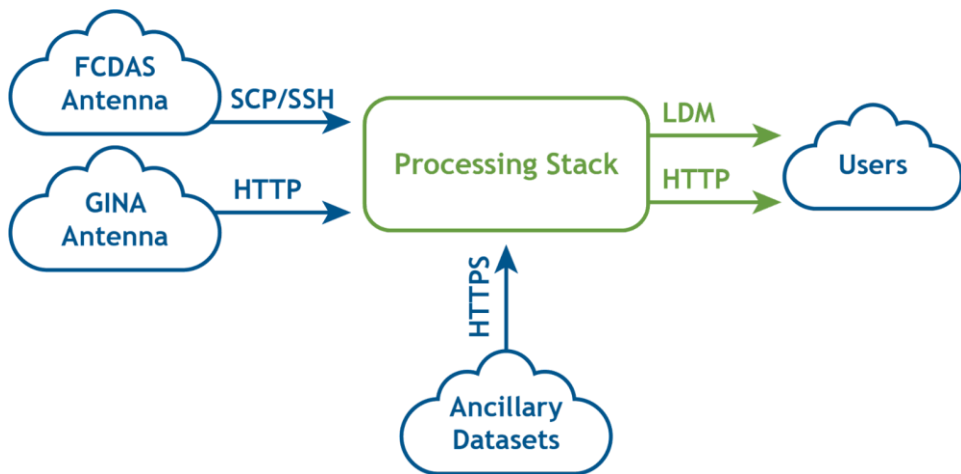 FCDAS
Antenna
SCP/SSH
GINA
Antenna
HTTP
Processing Stack
LDM
HTTP
Users
HTTPS
Ancillary
Datasets